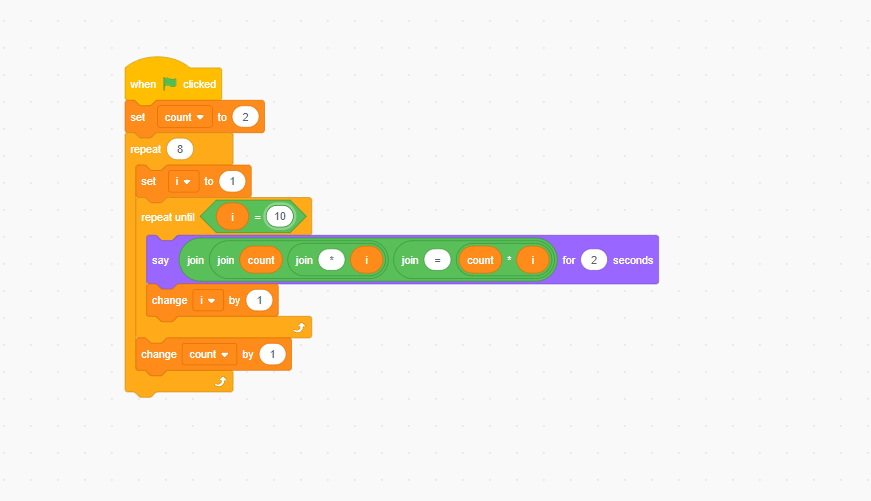 when clicked
set count to 2
repeat 8
set i to 1
repeat until i = 10
say join join count join * i join = count * i for 2 seconds
change i by 1
change count by 1